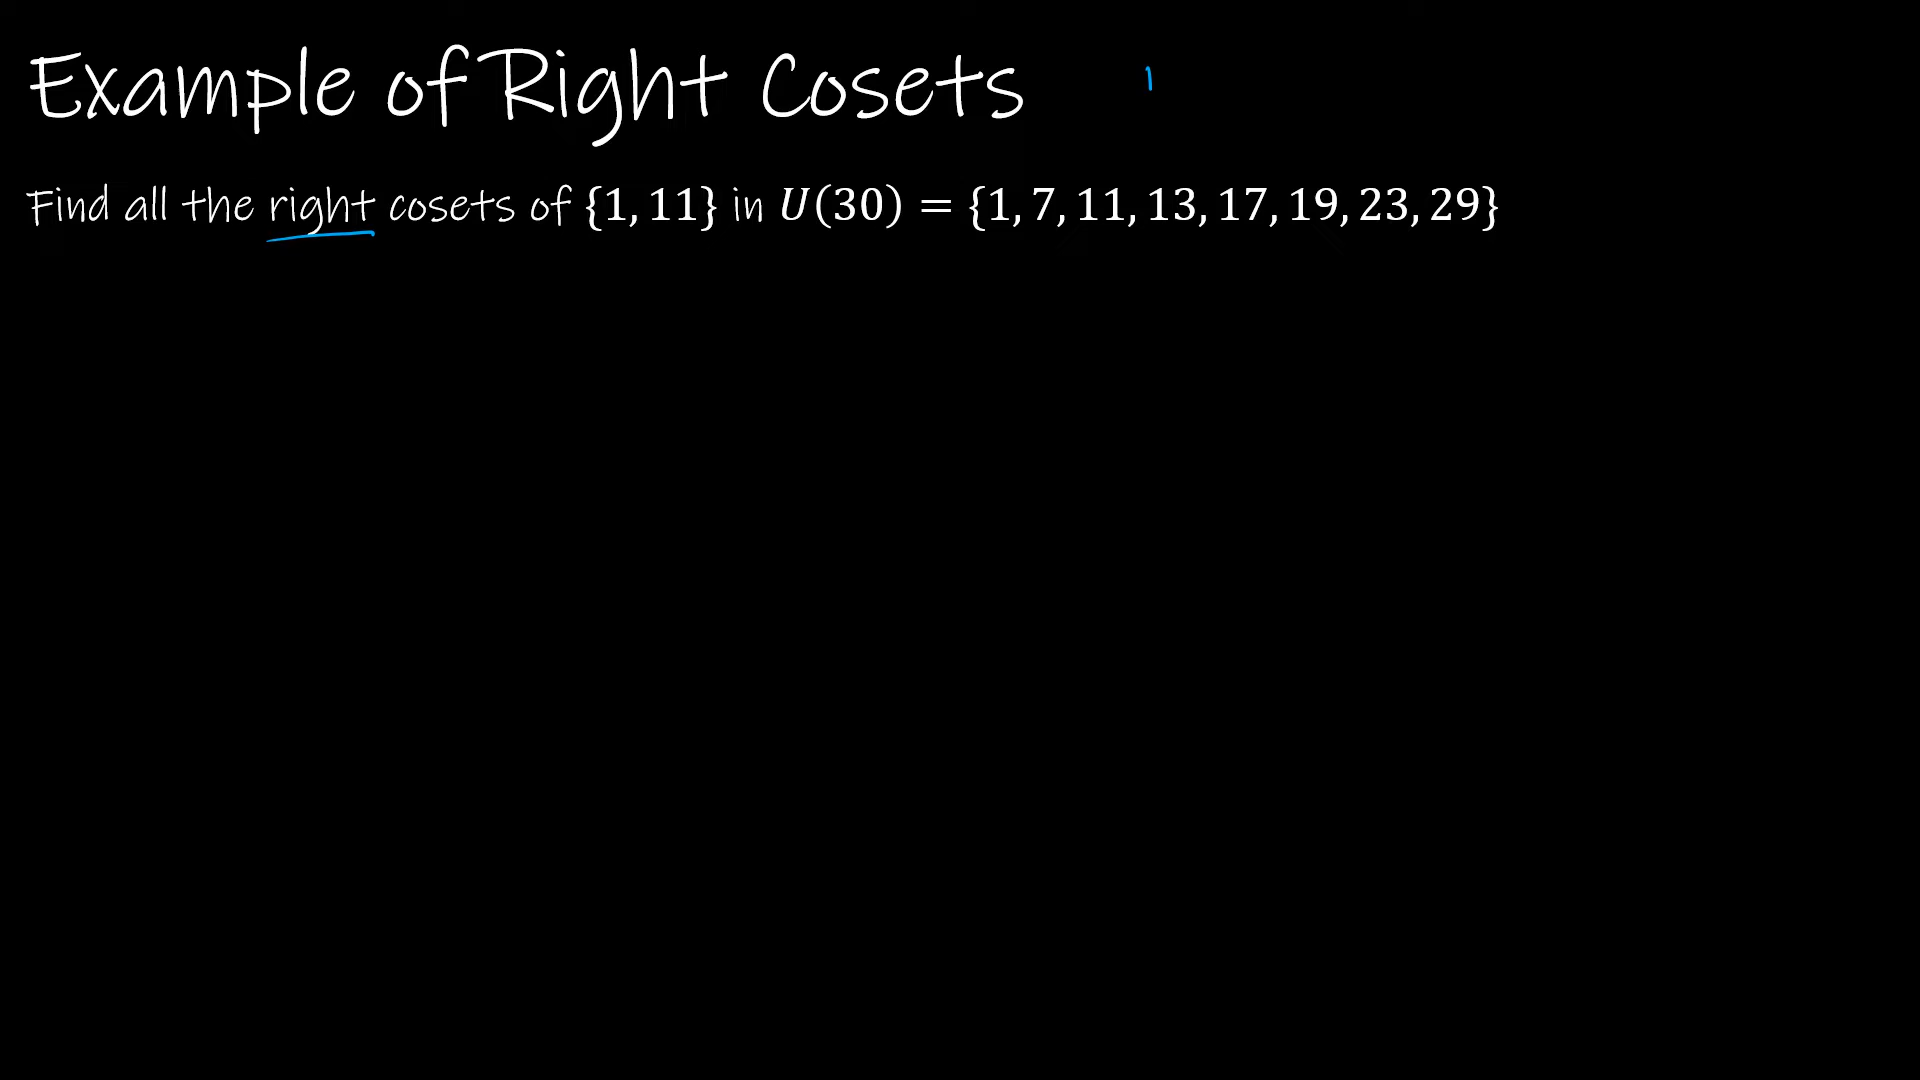 Example of Right Cosets
Find all the right cosets of {1, 11} in U(30) = {1, 7, 11, 13, 17, 19, 23, 29}